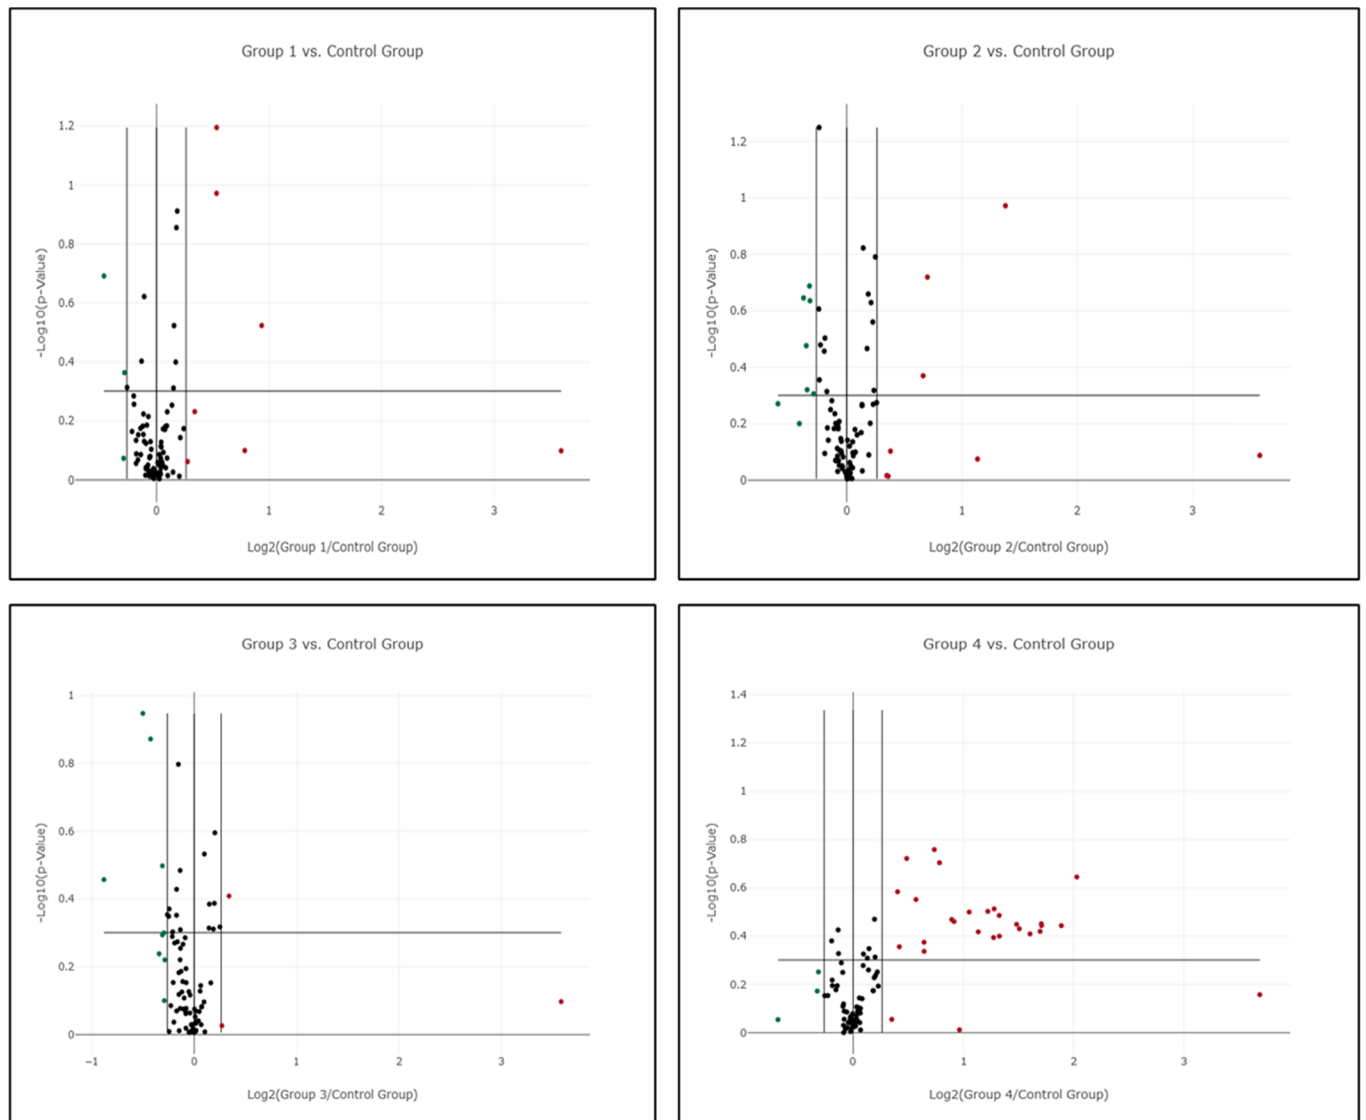 Group 1 vs. Control Group
1.2
1
0.8
0.6
0.4
0.2
0
-Log10(p-Value)
0 1 2 3
Log2(Group 1/Control Group)
Group 2 vs. Control Group
1.2
1
0.8
0.6
0.4
0.2
0
-Log10(p-Value)
0 1 2 3
Log2(Group 2/Control Group)
Group 3 vs. Control Group
1
0.8
0.6
0.4
0.2
0
-Log10(p-Value)
−1 0 1 2 3
Log2(Group 3/Control Group)
Group 4 vs. Control Group
1.4
1.2
1
0.8
0.6
0.4
0.2
0
-Log10(p-Value)
0 1 2 3
Log2(Group 4/Control Group)